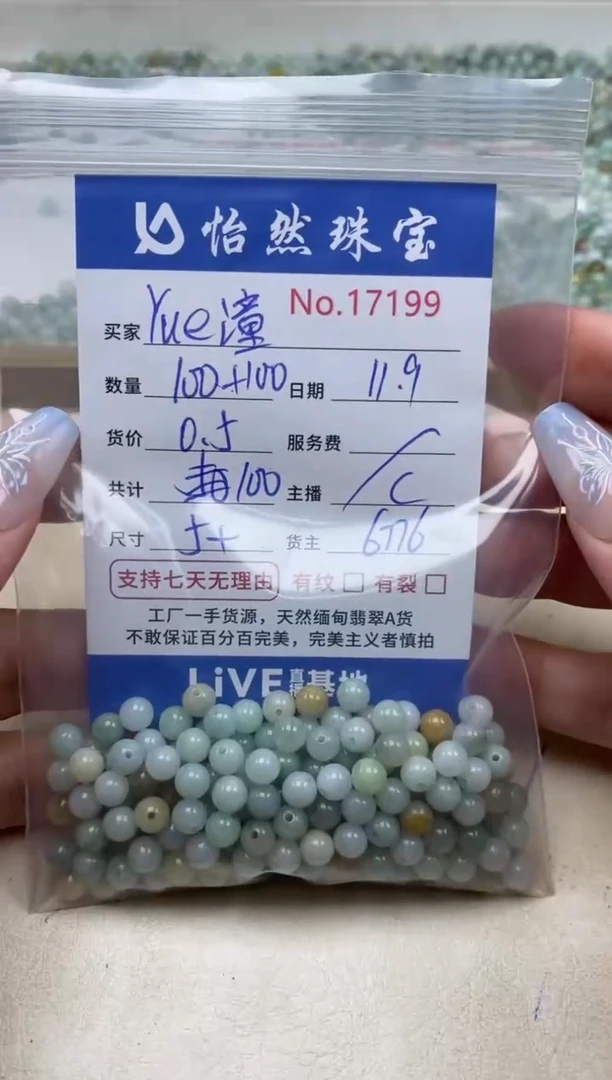 怡然珠宝
No.17199
买家 Yue潼
数量 100+100 日期 11.9
货价 0.5 服务费 /
共计 100 主播 C
尺寸 5+ 货主 6776
支持七天无理由 有纹 有裂
工厂一手货源，天然缅甸翡翠A货
不敢保证百分百完美，完美主义者慎拍
LiVE 直播基地